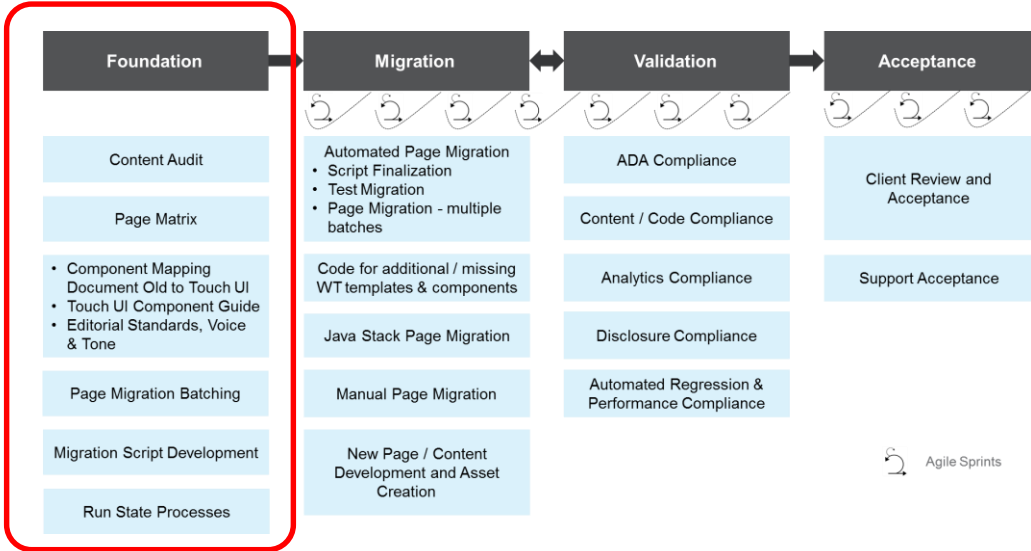 Foundation
Migration
Validation
Acceptance
Content Audit
Page Matrix
• Component Mapping
Document Old to Touch UI
• Touch UI Component Guide
• Editorial Standards, Voice
& Tone
Page Migration Batching
Migration Script Development
Run State Processes
Automated Page Migration
• Script Finalization
• Test Migration
• Page Migration - multiple
batches
Code for additional / missing
WT templates & components
Java Stack Page Migration
Manual Page Migration
New Page / Content
Development and Asset
Creation
ADA Compliance
Content / Code Compliance
Analytics Compliance
Disclosure Compliance
Automated Regression &
Performance Compliance
Client Review and
Acceptance
Support Acceptance
Agile Sprints